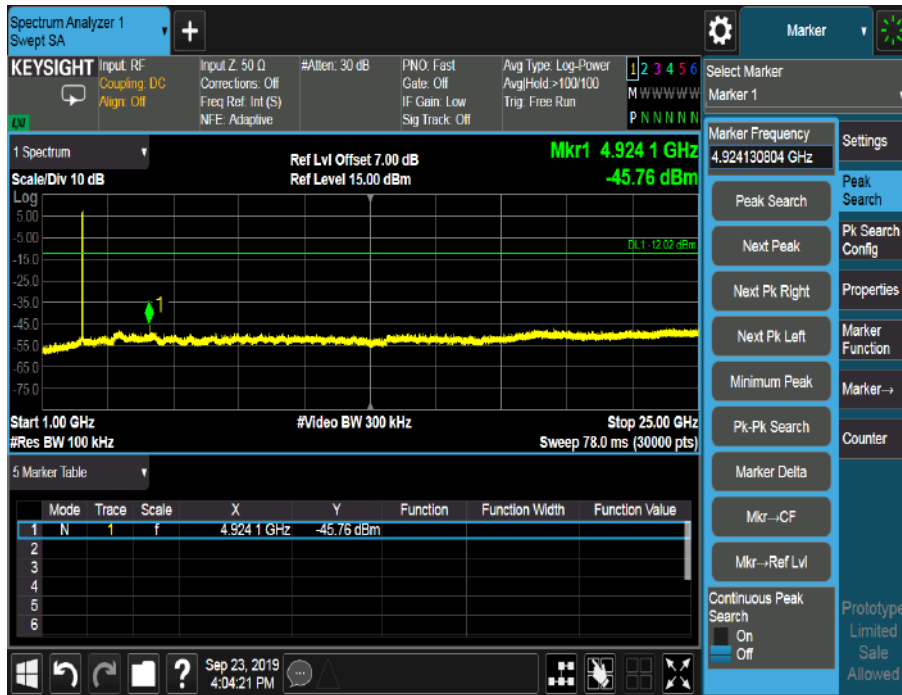 Spectrum Analyzer 1
Swept SA
Marker
KEYSIGHT
LXI
Input: RF
Coupling: DC
Align: Off
Input Z: 50 Ω
Corrections: Off
Freq Ref: Int (S)
NFE: Adaptive
#Atten: 30 dB
PNO: Fast
Gate: Off
IF Gain: Low
Sig Track: Off
Avg Type: Log-Power
Avg|Hold:>100/100
Trig: Free Run
1 2 3 4 5 6
M W W W W W
P N N N N N
Select Marker
Marker 1
1 Spectrum
Scale/Div 10 dB
Ref Lvl Offset 7.00 dB
Ref Level 15.00 dBm
Mkr1 4.924 1 GHz
-45.76 dBm
Log
5.00
-5.00
-15.0
-25.0
-35.0
-45.0
-55.0
-65.0
-75.0
DL1 -12.02 dBm
1
Start 1.00 GHz
#Res BW 100 kHz
#Video BW 300 kHz
Stop 25.00 GHz
Sweep 78.0 ms (30000 pts)
5 Marker Table
Mode Trace Scale X Y Function Function Width Function Value
1 N 1 f 4.924 1 GHz -45.76 dBm
2
3
4
5
6
Marker Frequency
4.924130804 GHz
Peak Search
Next Peak
Next Pk Right
Next Pk Left
Minimum Peak
Pk-Pk Search
Marker Delta
Mkr→CF
Mkr→Ref Lvl
Continuous Peak
Search
On
Off
Settings
Peak
Search
Pk Search
Config
Properties
Marker
Function
Marker→
Counter
Prototype
Limited
Sale
Allowed
?
Sep 23, 2019
4:04:21 PM